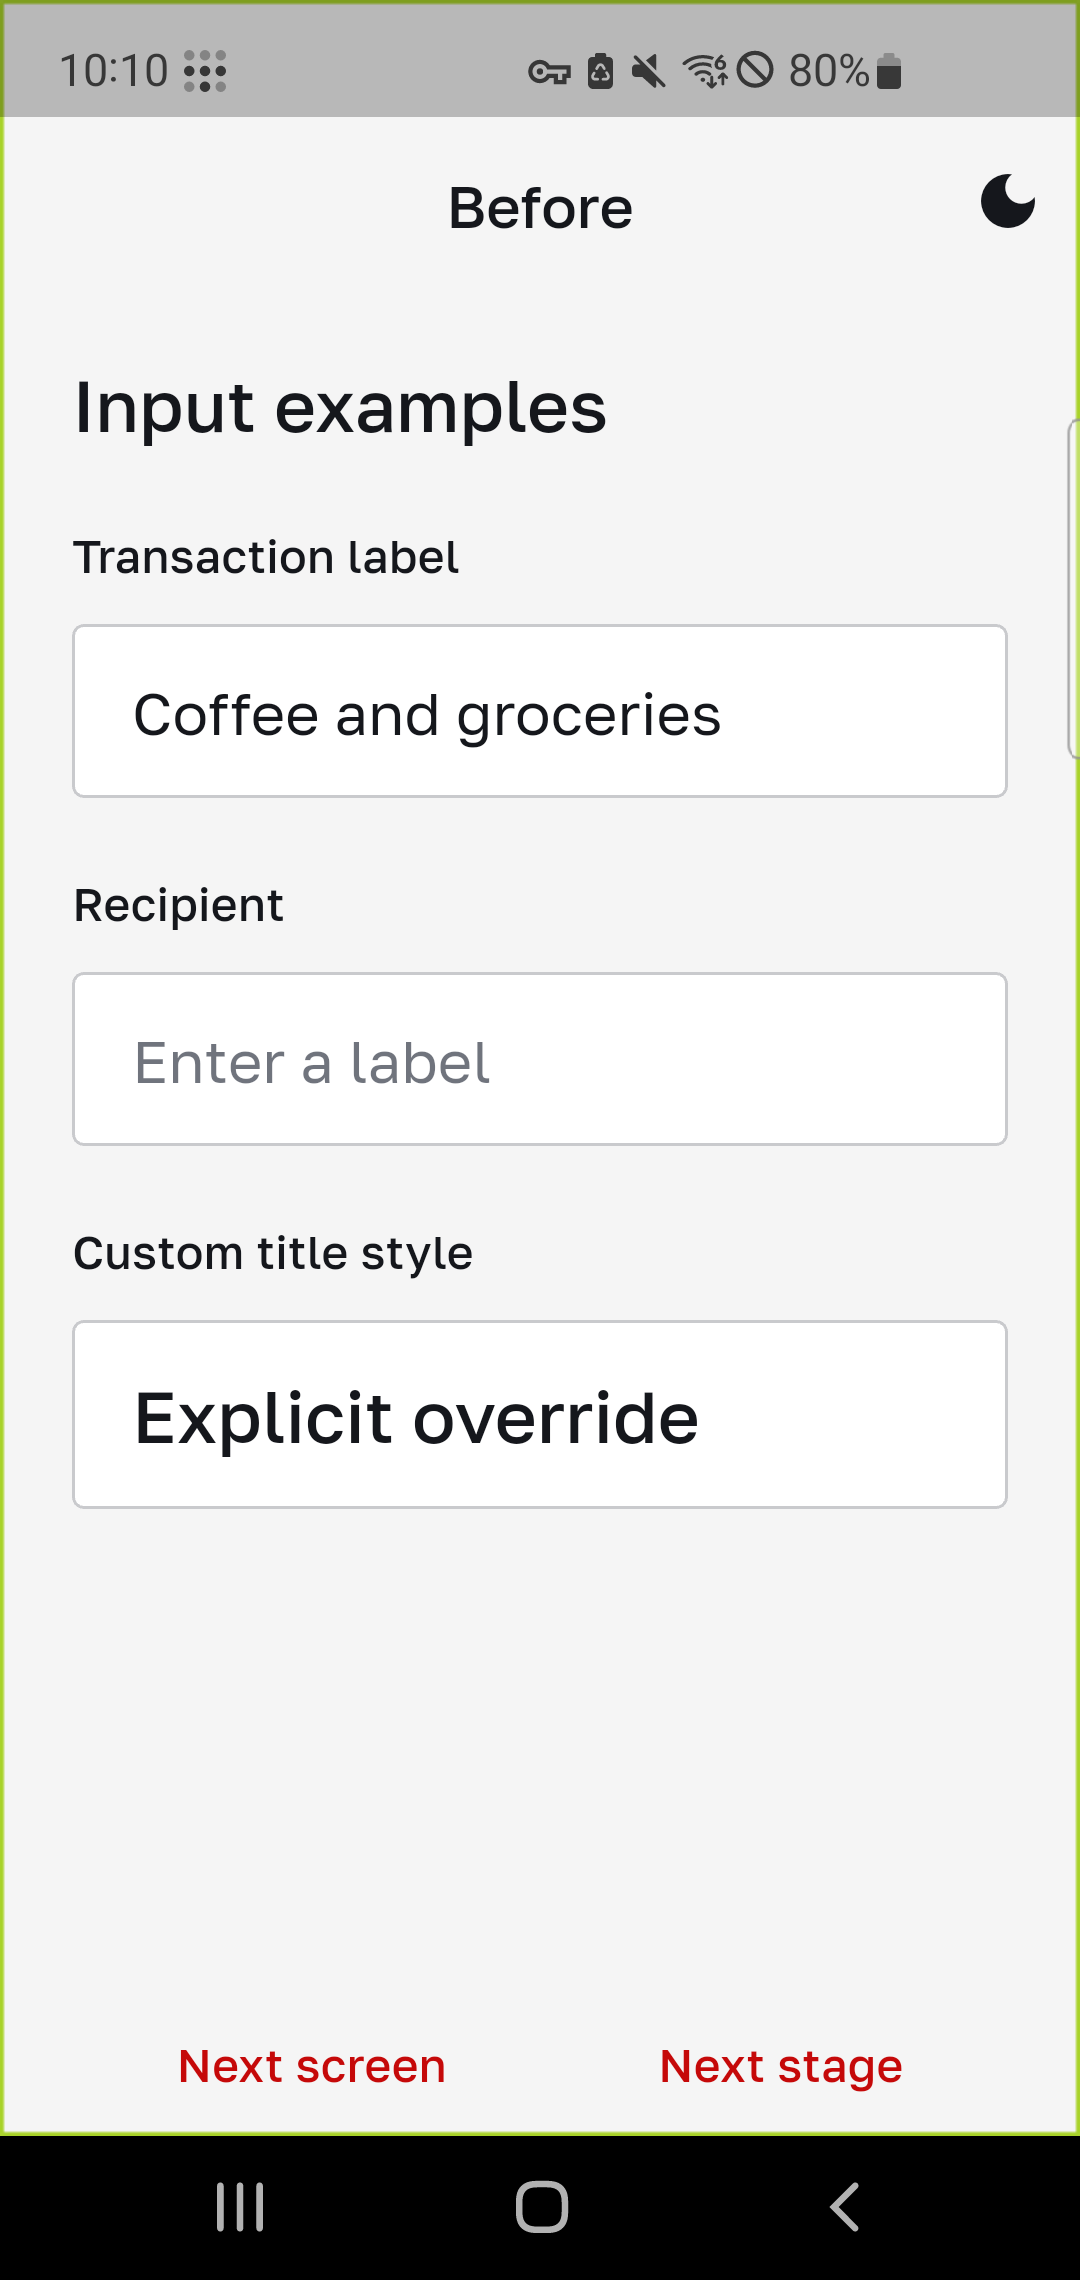 10:10 80%
Before
Input examples
Transaction label
Coffee and groceries
Recipient
Enter a label
Custom title style
Explicit override
Next screen Next stage